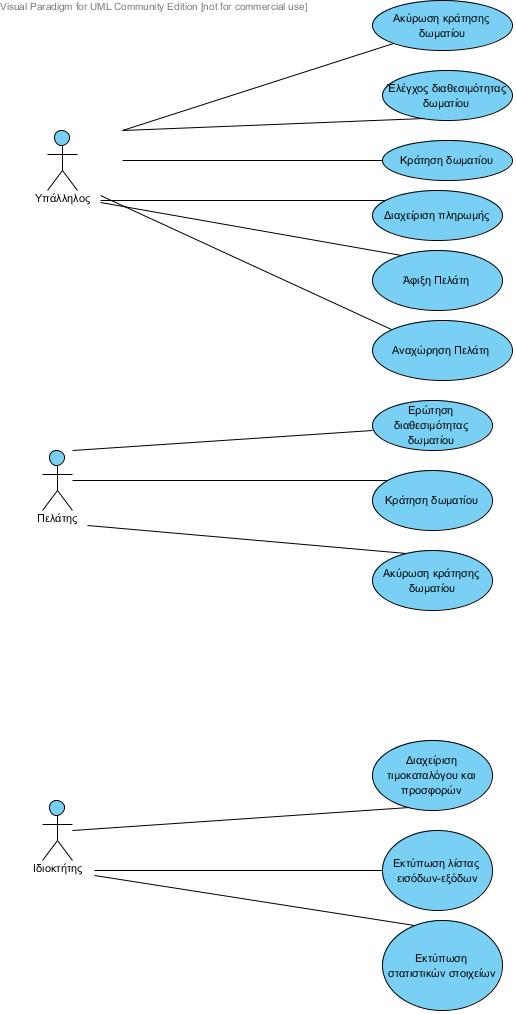 Visual Paradigm for UML Community Edition [not for commercial use]
Ακύρωση κράτησης
δωματίου
Έλεγχος διαθεσιμότητας
δωματίου
Κράτηση δωματίου
Υπάλληλος
Διαχείριση πληρωμής
Άφιξη Πελάτη
Αναχώρηση Πελάτη
Ερώτηση
διαθεσιμότητας
δωματίου
Κράτηση δωματίου
Πελάτης
Ακύρωση κράτησης
δωματίου
Διαχείριση
τιμοκαταλόγου και
προσφορών
Ιδιοκτήτης
Εκτύπωση λίστας
εισόδων-εξόδων
Εκτύπωση
στατιστικών στοιχείων